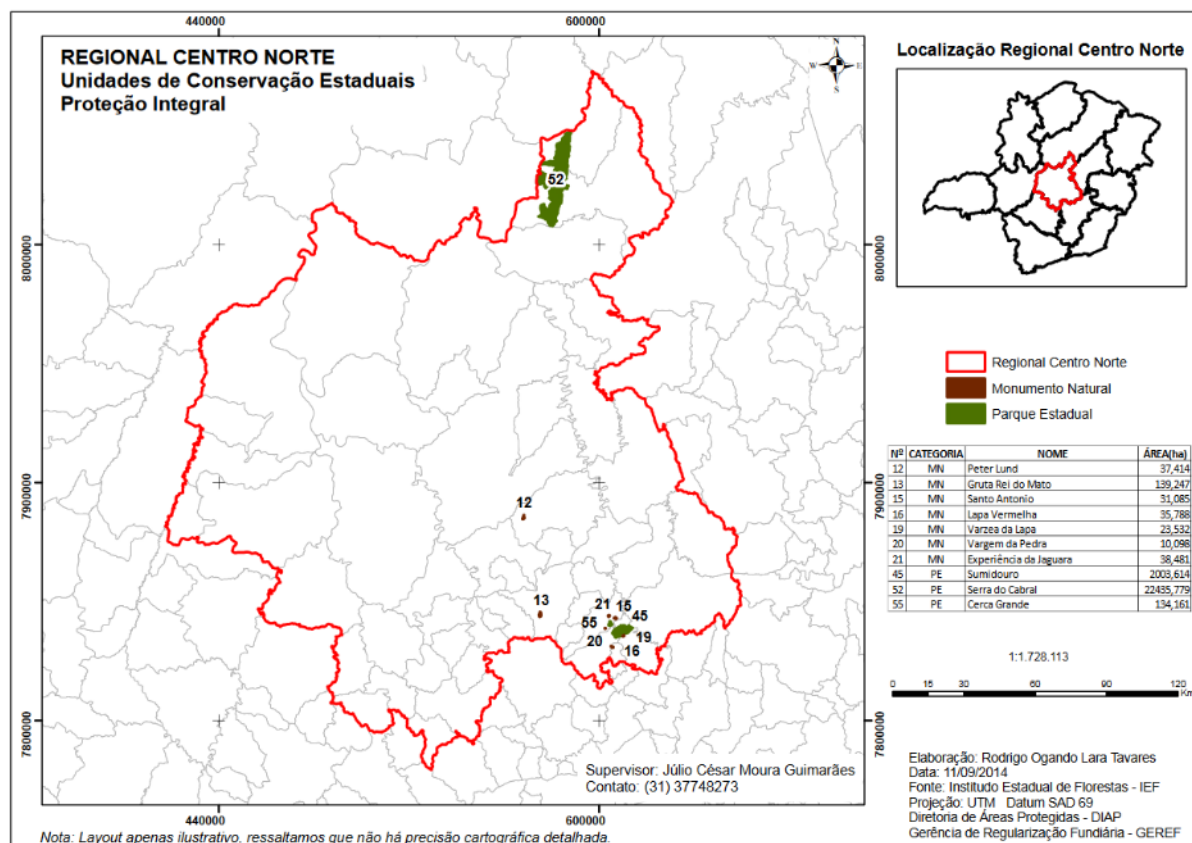 440000
600000
REGIONAL CENTRO NORTE
Unidades de Conservação Estaduais
Proteção Integral
N
W E
S
8000000
8000000
7900000
7900000
7800000
7800000
52
12
13
21
15
45
55
20
19
16
Supervisor: Júlio César Moura Guimarães
Contato: (31) 37748273
440000
600000
Nota: Layout apenas ilustrativo, ressaltamos que não há precisão cartográfica detalhada.
Localização Regional Centro Norte
Regional Centro Norte
Monumento Natural
Parque Estadual
Nº CATEGORIA NOME ÁREA(ha)
12 MN Peter Lund 37,414
13 MN Gruta Rei do Mato 139,247
15 MN Santo Antonio 31,085
16 MN Lapa Vermelha 35,788
19 MN Varzea da Lapa 23,532
20 MN Vargem da Pedra 10,098
21 MN Experiência da Jaguara 38,481
45 PE Sumidouro 2003,614
52 PE Serra do Cabral 22435,779
55 PE Cerca Grande 134,161
1:1.728.113
0 15 30 60 90 120
Km
Elaboração: Rodrigo Ogando Lara Tavares
Data: 11/09/2014
Fonte: Institudo Estadual de Florestas - IEF
Projeção: UTM Datum SAD 69
Diretoria de Áreas Protegidas - DIAP
Gerência de Regularização Fundiária - GEREF